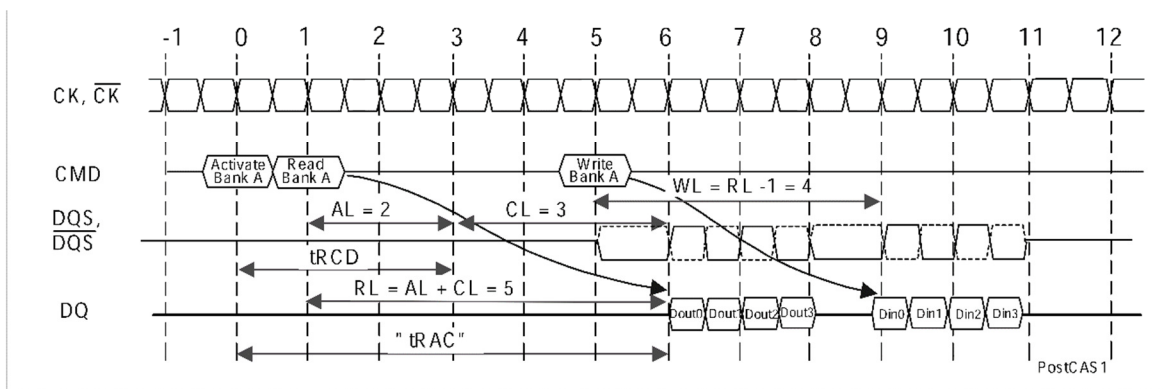 -1 0 1 2 3 4 5 6 7 8 9 10 11 12
CK, C̅K̅
CMD
Activate Bank A
Read Bank A
Write Bank A
WL = RL -1 = 4
DQS,
D̅Q̅S̅
AL = 2
CL = 3
tRCD
RL = AL + CL = 5
DQ
Dout0 Dout1 Dout2 Dout3
Din0 Din1 Din2 Din3
"tRAC"
PostCAS1